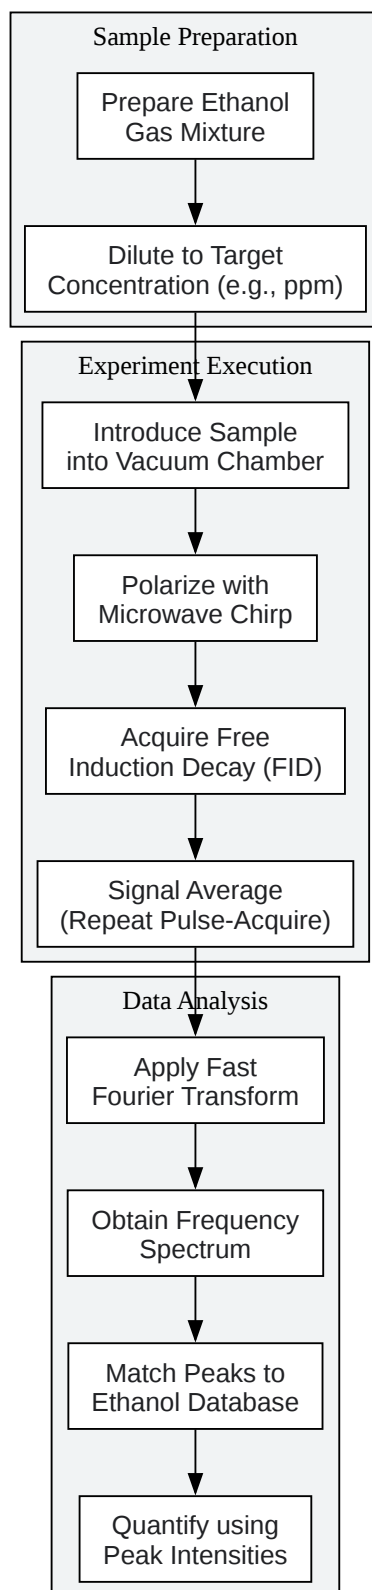 Sample Preparation
Prepare Ethanol
Gas Mixture
Dilute to Target
Concentration (e.g., ppm)
Experiment Execution
Introduce Sample
into Vacuum Chamber
Polarize with
Microwave Chirp
Acquire Free
Induction Decay (FID)
Signal Average
(Repeat Pulse-Acquire)
Data Analysis
Apply Fast
Fourier Transform
Obtain Frequency
Spectrum
Match Peaks to
Ethanol Database
Quantify using
Peak Intensities